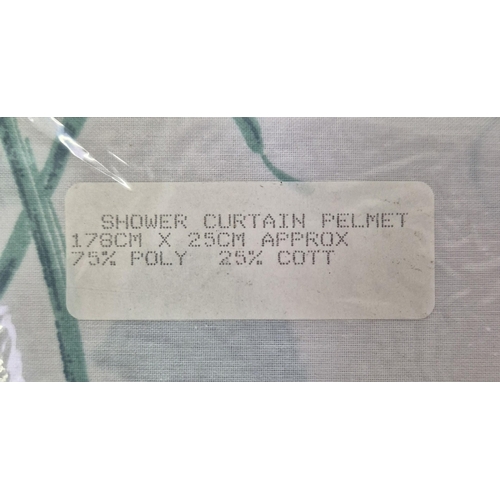 SHOWER CURTAIN PELMET
178CM X 25CM APPROX
75% POLY 25% COTT